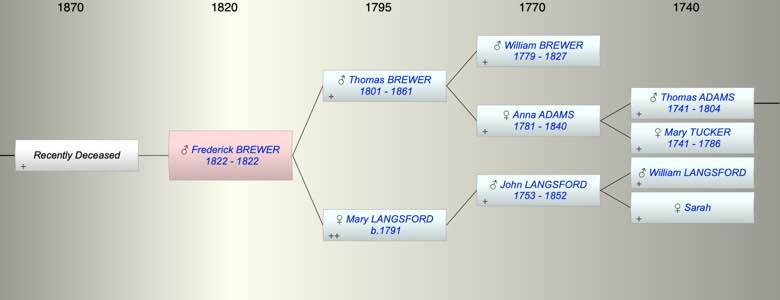 1870 1820 1795 1770 1740
Recently Deceased
+
♂ Frederick BREWER
1822 - 1822
♂ Thomas BREWER
1801 - 1861
+
♀ Mary LANGSFORD
b.1791
++
♂ William BREWER
1779 - 1827
+
♀ Anna ADAMS
1781 - 1840
+
♂ John LANGSFORD
1753 - 1852
+
♂ Thomas ADAMS
1741 - 1804
+
♀ Mary TUCKER
1741 - 1786
+
♂ William LANGSFORD
+
♀ Sarah
+